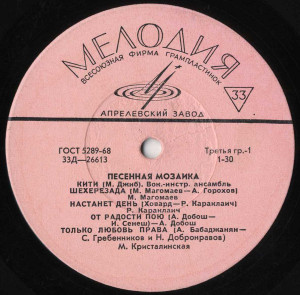 МЕЛОДИЯ
ВСЕСОЮЗНАЯ ФИРМА ГРАМПЛАСТИНОК
33
АПРЕЛЕВСКИЙ ЗАВОД
ГОСТ 5289-68
33Д—26613
Третья гр.-1
1-30
ПЕСЕННАЯ МОЗАИКА
КИТИ (М. Джиб). Вок.-инстр. ансамбль
ШЕХЕРЕЗАДА (М. Магомаев— А. Горохов)
М. Магомаев
НАСТАНЕТ ДЕНЬ (Ховард— Р. Караклаич)
Р. Караклаич
ОТ РАДОСТИ ПОЮ (А. Добош—
И. Сенеш)— А. Добош
ТОЛЬКО ЛЮБОВЬ ПРАВА (А. Бабаджанян—
С. Гребенников и Н. Добронравов)
М. Кристалинская